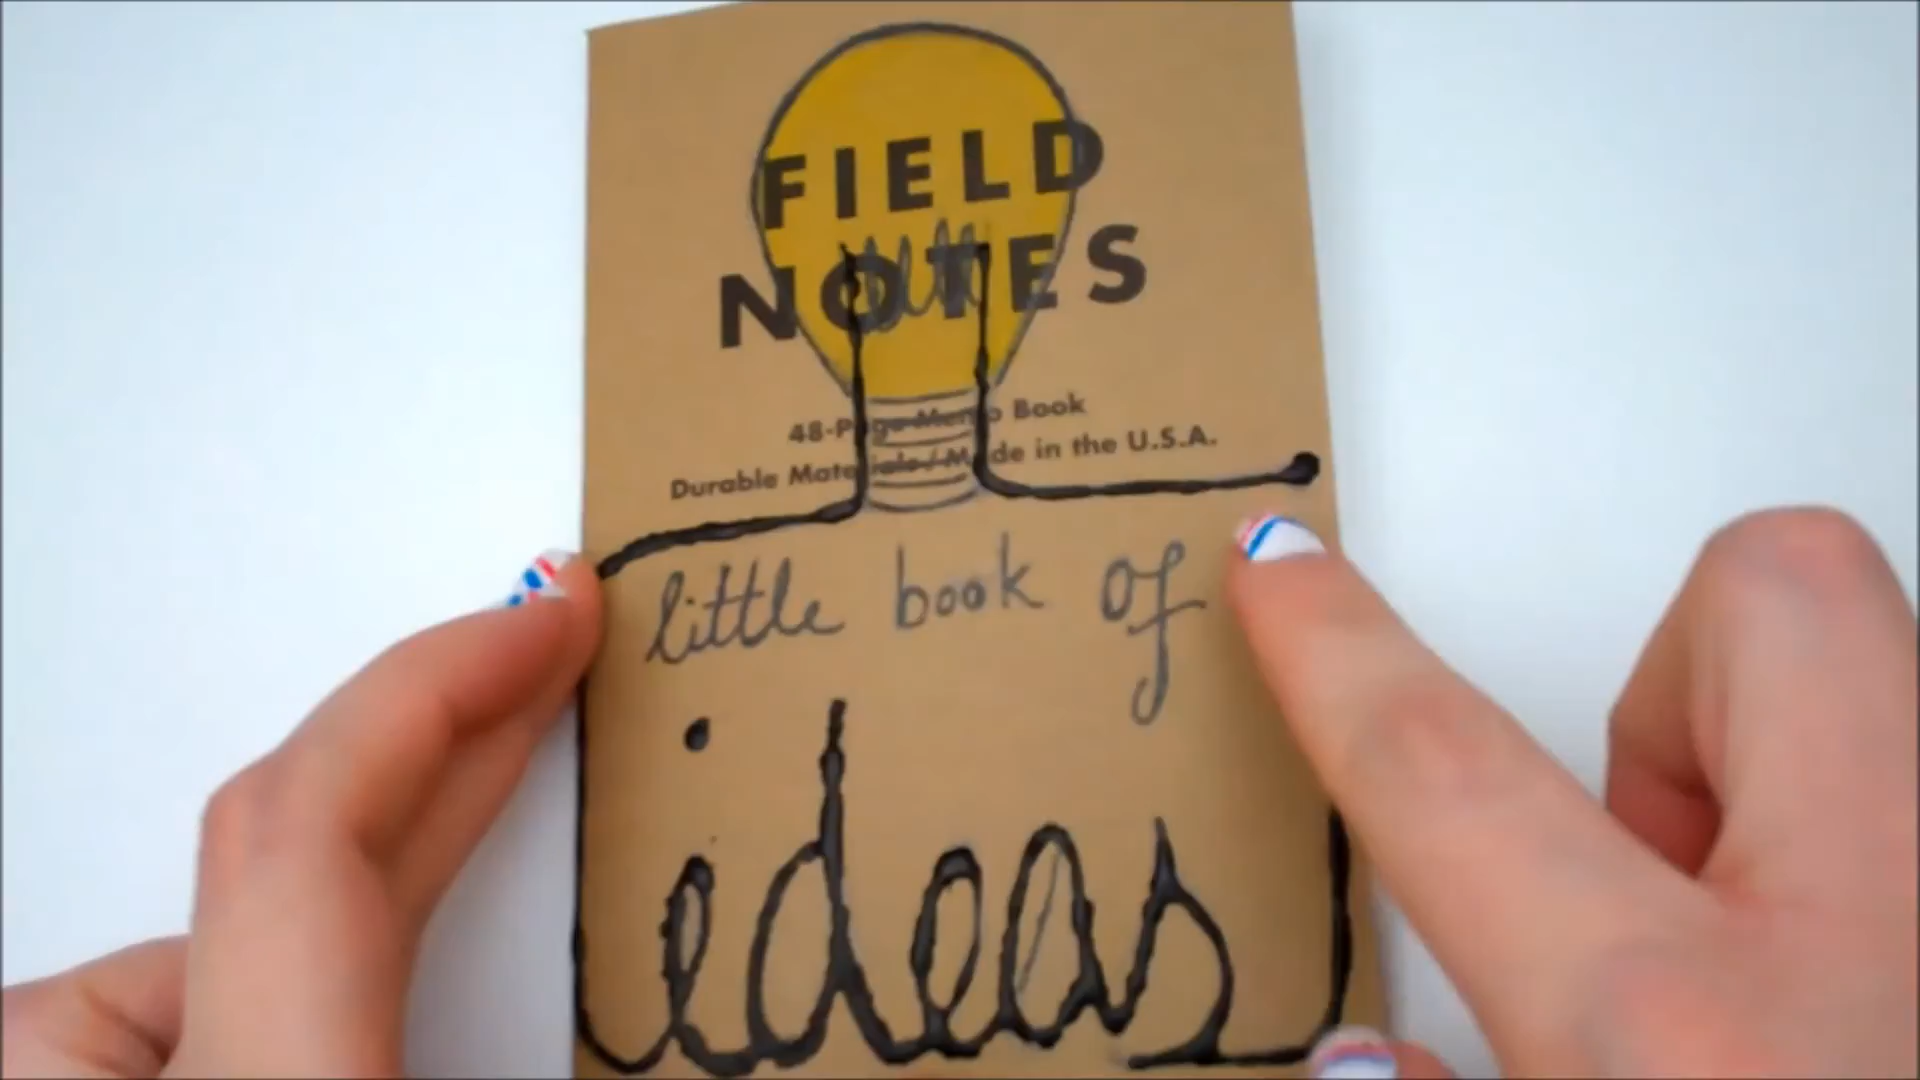 FIELD
NOTES
48-Page Memo Book
Durable Materials / Made in the U.S.A.
little book of
ideas